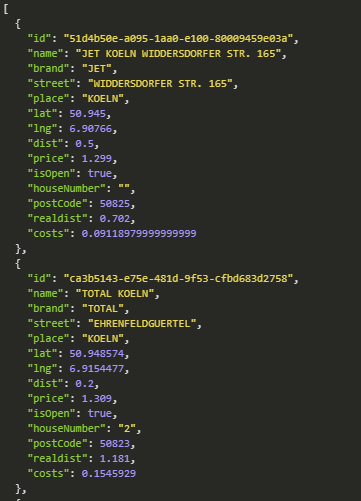 [
  {
    "id": "51d4b50e-a095-1aa0-e100-80009459e03a",
    "name": "JET KOELN WIDDERSDORFER STR. 165",
    "brand": "JET",
    "street": "WIDDERSDORFER STR. 165",
    "place": "KOELN",
    "lat": 50.945,
    "lng": 6.90766,
    "dist": 0.5,
    "price": 1.299,
    "isOpen": true,
    "houseNumber": "",
    "postCode": 50825,
    "realdist": 0.702,
    "costs": 0.09118979999999999
  },
  {
    "id": "ca3b5143-e75e-481d-9f53-cfbd683d2758",
    "name": "TOTAL KOELN",
    "brand": "TOTAL",
    "street": "EHRENFELDGUERTEL",
    "place": "KOELN",
    "lat": 50.948574,
    "lng": 6.9154477,
    "dist": 0.2,
    "price": 1.309,
    "isOpen": true,
    "houseNumber": "2",
    "postCode": 50823,
    "realdist": 1.181,
    "costs": 0.1545929
  },